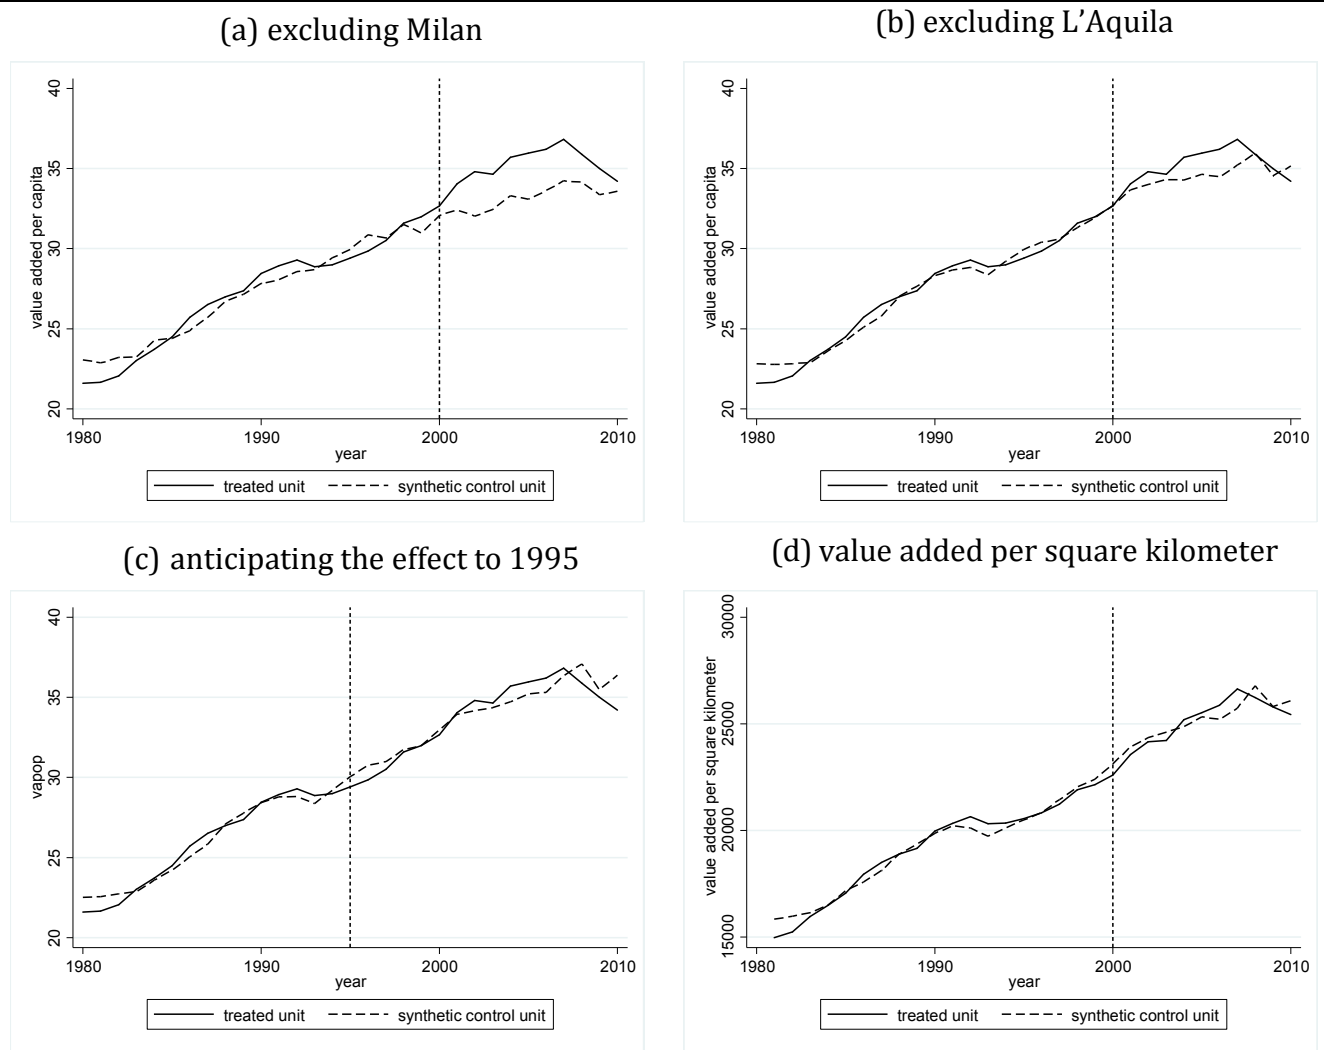 (a) excluding Milan
40
35
30
25
20
value added per capita
1980
1990
2000
2010
year
treated unit
synthetic control unit
(b) excluding L’Aquila
40
35
30
25
20
value added per capita
1980
1990
2000
2010
year
treated unit
synthetic control unit
(c) anticipating the effect to 1995
40
35
30
25
20
vapop
1980
1990
2000
2010
year
treated unit
synthetic control unit
(d) value added per square kilometer
30000
25000
20000
15000
value added per square kilometer
1980
1990
2000
2010
year
treated unit
synthetic control unit